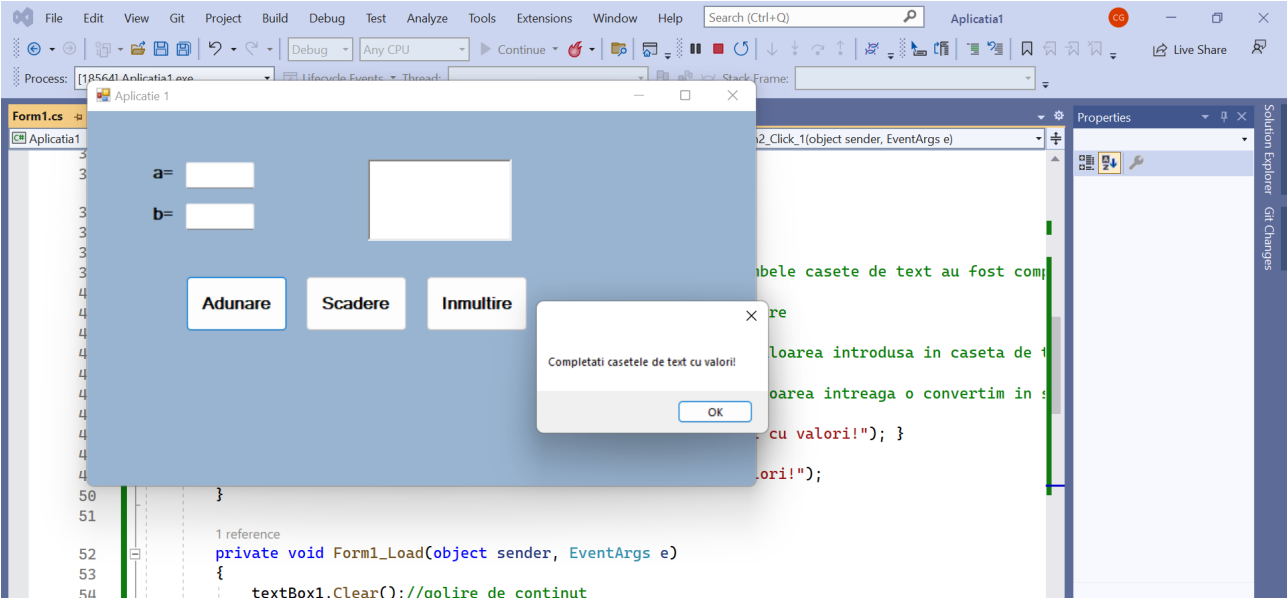 File Edit View Git Project Build Debug Test Analyze Tools Extensions Window Help Search (Ctrl+Q) Aplicatia1 CG
Debug Any CPU Continue Live Share
Process: [18564] Aplicatia1.exe Lifecycle Events Thread: Stack Frame:
Aplicatie 1
Form1.cs
Properties
Aplicatia1
2_Click_1(object sender, EventArgs e)
Solution Explorer
Git Changes
a=
b=
Adunare Scadere Inmultire
bele casete de text au fost comp
re
Completati casetele de text cu valori!
OK
loarea introdusa in caseta de t
oarea intreaga o convertim in s
cu valori!"); }
ori!");
50 }
51
1 reference
52 private void Form1_Load(object sender, EventArgs e)
53 {
54 textBox1.Clear();//golire de continut